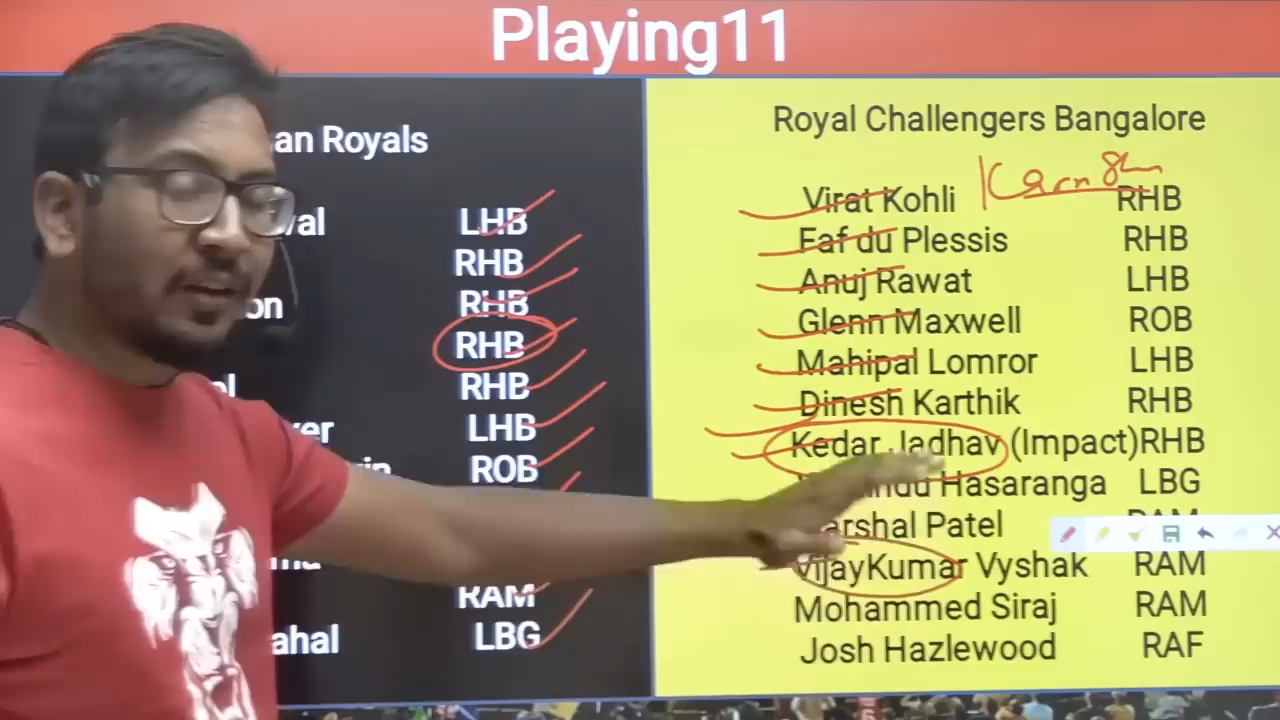 Playing11
an Royals
val LHB
RHB
on RHB
RHB
RHB
er LHB
ROB
RAM
ahal LBG
Royal Challengers Bangalore
Virat Kohli RHB
Faf du Plessis RHB
Anuj Rawat LHB
Glenn Maxwell ROB
Mahipal Lomror LHB
Dinesh Karthik RHB
Kedar Jadhav (Impact) RHB
Hasaranga LBG
arshal Patel RAM
VijayKumar Vyshak RAM
Mohammed Siraj RAM
Josh Hazlewood RAF